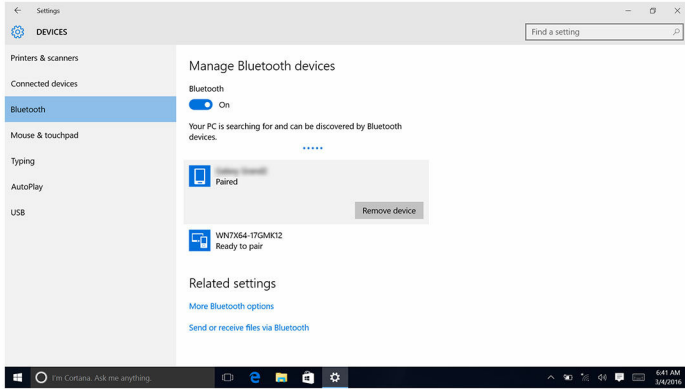 Settings
DEVICES
Find a setting
Printers & scanners
Connected devices
Bluetooth
Mouse & touchpad
Typing
AutoPlay
USB
Manage Bluetooth devices
Bluetooth
On
Your PC is searching for and can be discovered by Bluetooth
devices.
Paired
Remove device
WN7X64-17GMK12
Ready to pair
Related settings
More Bluetooth options
Send or receive files via Bluetooth
I'm Cortana. Ask me anything.
6:41 AM
3/4/2016